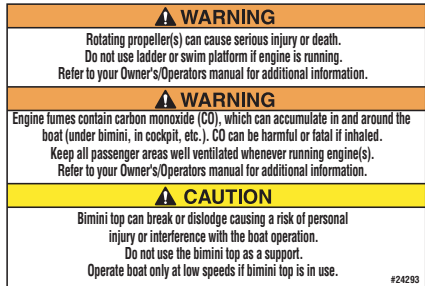 WARNING
Rotating propeller(s) can cause serious injury or death.
Do not use ladder or swim platform if engine is running.
Refer to your Owner's/Operators manual for additional information.
WARNING
Engine fumes contain carbon monoxide (CO), which can accumulate in and around the
boat (under bimini, in cockpit, etc.). CO can be harmful or fatal if inhaled.
Keep all passenger areas well ventilated whenever running engine(s).
Refer to your Owner's/Operators manual for additional information.
CAUTION
Bimini top can break or dislodge causing a risk of personal
injury or interference with the boat operation.
Do not use the bimini top as a support.
Operate boat only at low speeds if bimini top is in use.
#24293